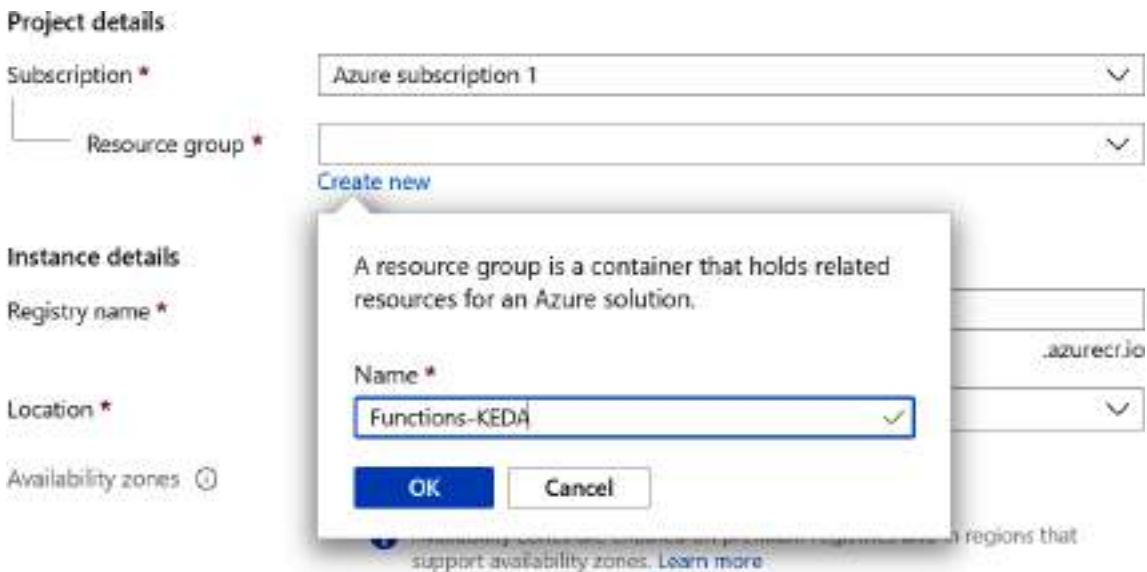 Project details
Subscription *
Azure subscription 1
Resource group *
Create new
Instance details
A resource group is a container that holds related
resources for an Azure solution.
Registry name *
.azurecr.io
Name *
Location *
Functions-KEDA
Availability zones
OK
Cancel
regions that
support availability zones. Learn more